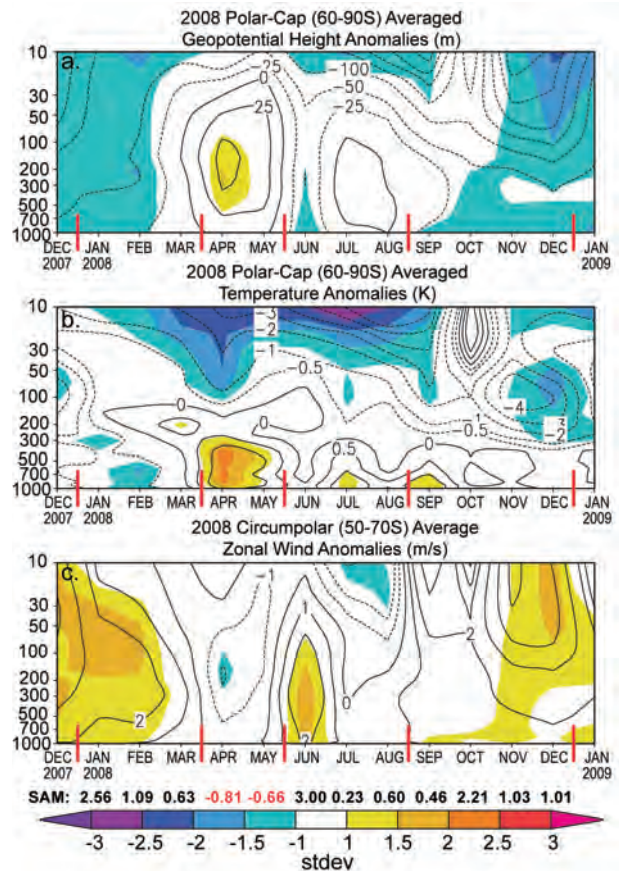 2008 Polar-Cap (60-90S) Averaged
Geopotential Height Anomalies (m)
a.
10
30
50
100
200
300
500
700
1000
-25
0
25
-100
-50
-25
DEC JAN FEB MAR APR MAY JUN JUL AUG SEP OCT NOV DEC JAN
2007 2008 2009
2008 Polar-Cap (60-90S) Averaged
Temperature Anomalies (K)
b.
10
30
50
100
200
300
500
700
1000
-3
-2
-1
-0.5
0
0
0.5
-1
-0.5
0
-4
-3
-2
DEC JAN FEB MAR APR MAY JUN JUL AUG SEP OCT NOV DEC JAN
2007 2008 2009
2008 Circumpolar (50-70S) Average
Zonal Wind Anomalies (m/s)
c.
10
30
50
100
200
300
500
700
1000
2
-1
1
0
2
2
DEC JAN FEB MAR APR MAY JUN JUL AUG SEP OCT NOV DEC JAN
2007 2008 2009
SAM: 2.56 1.09 0.63 -0.81 -0.66 3.00 0.23 0.60 0.46 2.21 1.03 1.01
-3 -2.5 -2 -1.5 -1 1 1.5 2 2.5 3
stdev